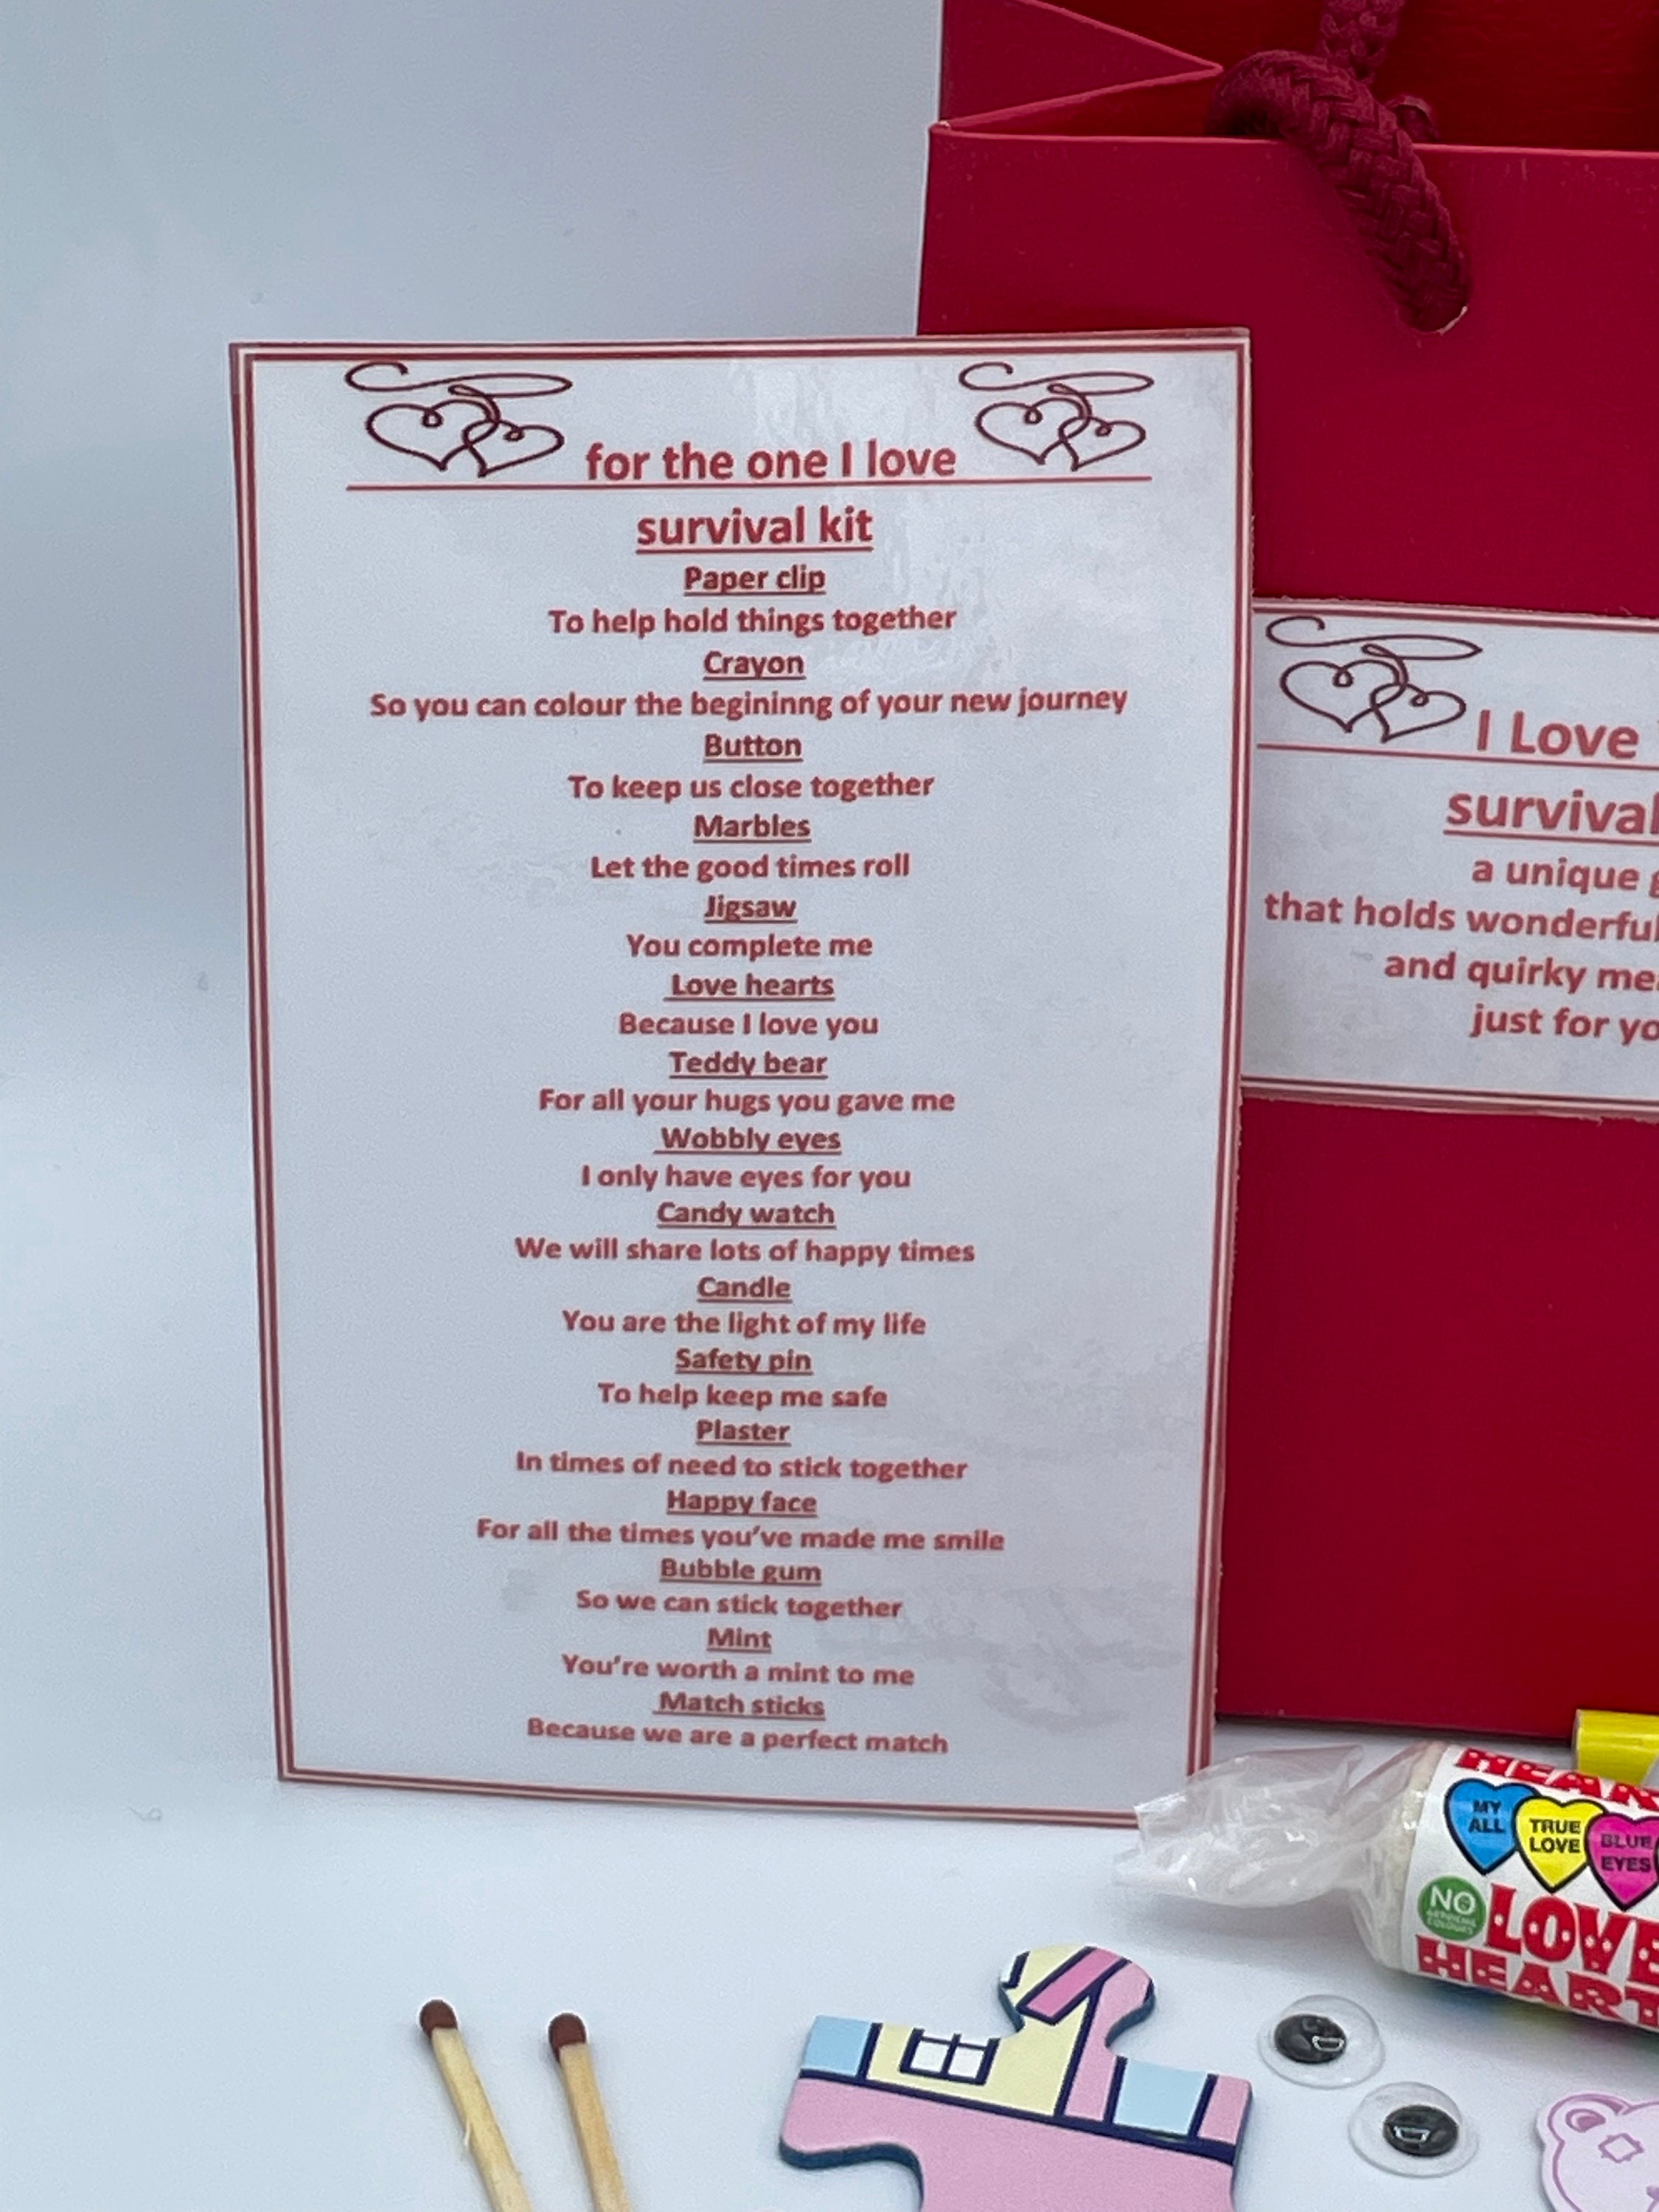 for the one I love
survival kit
Paper clip
To help hold things together
Crayon
So you can colour the begininng of your new journey
Button
To keep us close together
Marbles
Let the good times roll
Jigsaw
You complete me
Love hearts
Because I love you
Teddy bear
For all your hugs you gave me
Wobbly eyes
I only have eyes for you
Candy watch
We will share lots of happy times
Candle
You are the light of my life
Safety pin
To help keep me safe
Plaster
In times of need to stick together
Happy face
For all the times you've made me smile
Bubble gum
So we can stick together
Mint
You're worth a mint to me
Match sticks
Because we are a perfect match
I Love
survival
a unique
that holds wonderful
and quirky
just for
MY
ALL
TRUE
LOVE
BLUE
EYES
NO
ARTIFICIAL
COLOURS
LOVE